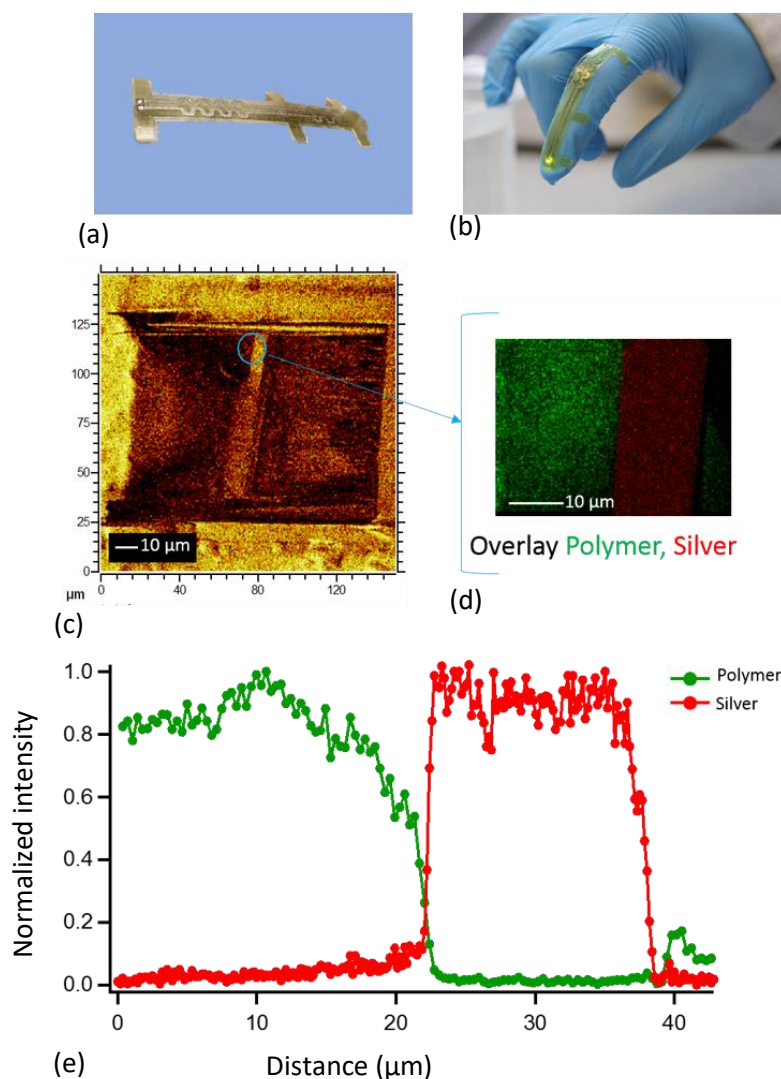 (a)
(b)
125
100
75
50
25
0
10 µm
µm
0
40
80
120
(c)
10 µm
Overlay Polymer, Silver
(d)
1.0
0.8
0.6
0.4
0.2
0.0
Normalized intensity
Polymer
Silver
0
10
20
30
40
(e)
Distance (µm)